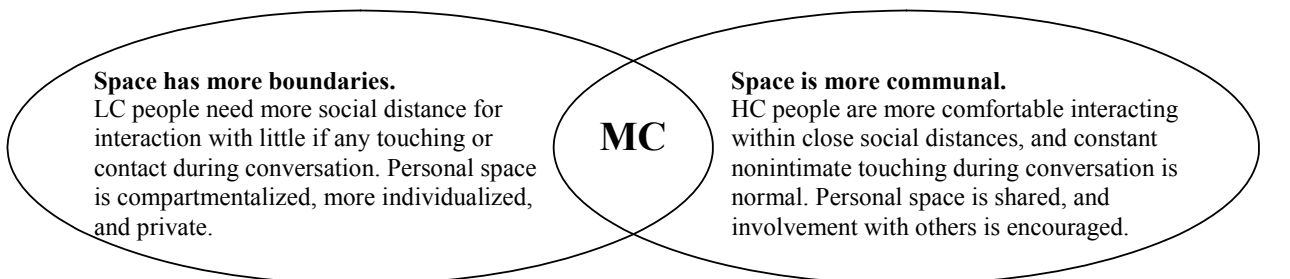 Space has more boundaries.
LC people need more social distance for
interaction with little if any touching or
contact during conversation. Personal space
is compartmentalized, more individualized,
and private.
MC
Space is more communal.
HC people are more comfortable interacting
within close social distances, and constant
nonintimate touching during conversation is
normal. Personal space is shared, and
involvement with others is encouraged.